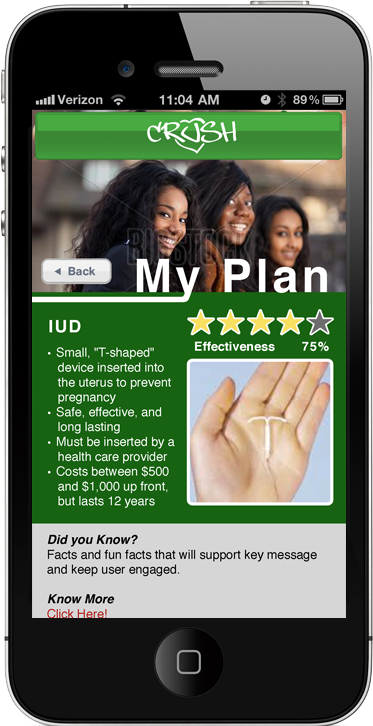 Verizon 11:04 AM 89%
CRUSH
Back
My Plan
IUD
Effectiveness 75%
• Small, "T-shaped"
device inserted into
the uterus to prevent
pregnancy
• Safe, effective, and
long lasting
• Must be inserted by a
health care provider
• Costs between $500
and $1,000 up front,
but lasts 12 years
Did you Know?
Facts and fun facts that will support key message
and keep user engaged.
Know More
Click Here!